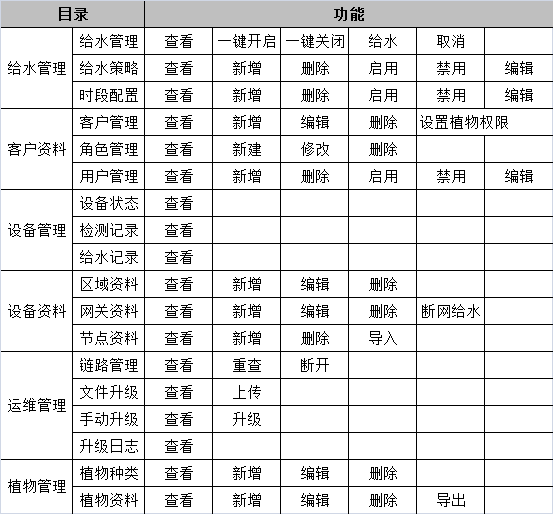 目录 功能
给水管理 给水管理 查看 一键开启 一键关闭 给水 取消
给水策略 查看 新增 删除 启用 禁用 编辑
时段配置 查看 新增 删除 启用 禁用 编辑
客户资料 客户管理 查看 新增 编辑 删除 设置植物权限
角色管理 查看 新建 修改 删除
用户管理 查看 新增 删除 启用 禁用 编辑
设备管理 设备状态 查看
检测记录 查看
给水记录 查看
设备资料 区域资料 查看 新增 编辑 删除
网关资料 查看 新增 编辑 删除 断网给水
节点资料 查看 新增 删除 导入
运维管理 链路管理 查看 重查 断开
文件升级 查看 上传
手动升级 查看 升级
升级日志 查看
植物管理 植物种类 查看 新增 编辑 删除
植物资料 查看 新增 编辑 删除 导出